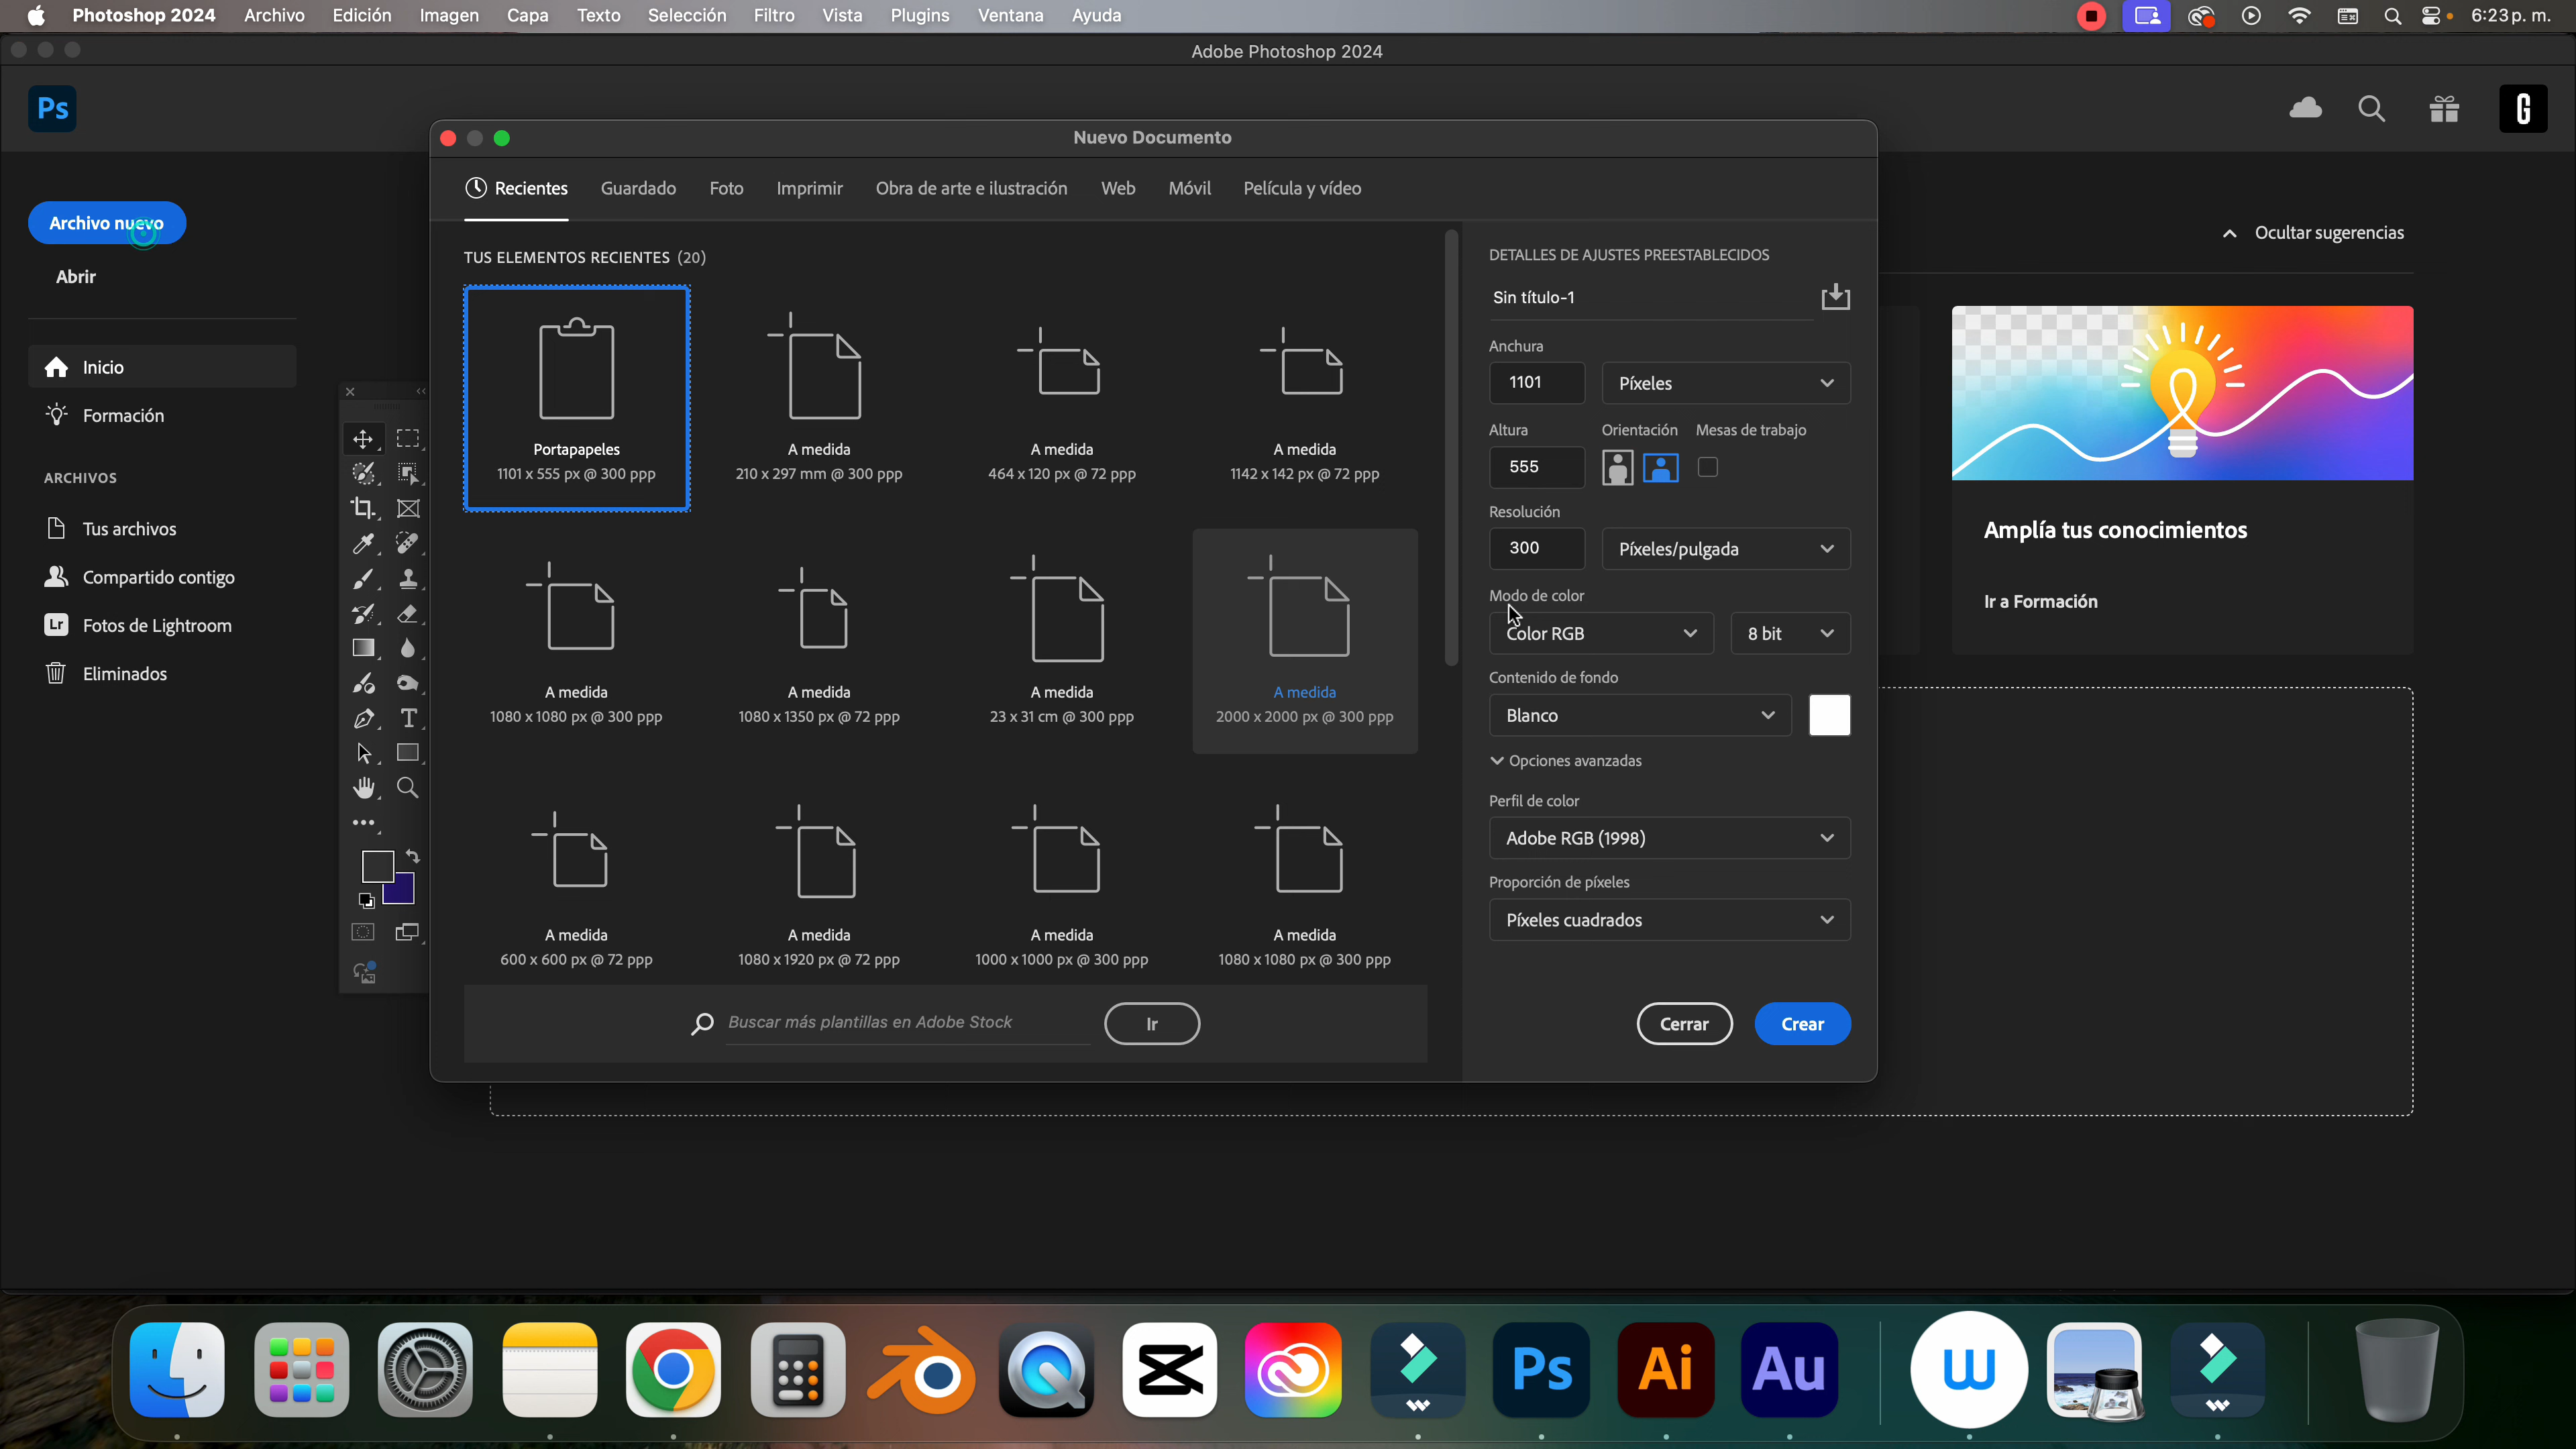 Photoshop 2024 Archivo Edición Imagen Capa Texto Selección Filtro Vista Plugins Ventana Ayuda 6:23 p. m.
Adobe Photoshop 2024
Ps
G
Nuevo Documento
Recientes Guardado Foto Imprimir Obra de arte e ilustración Web Móvil Película y vídeo
Archivo nuevo
Abrir
Inicio
Formación
ARCHIVOS
Tus archivos
Compartido contigo
Lr Fotos de Lightroom
Eliminados
TUS ELEMENTOS RECIENTES (20)
Portapapeles
1101 x 555 px @ 300 ppp
A medida
210 x 297 mm @ 300 ppp
A medida
464 x 120 px @ 72 ppp
A medida
1142 x 142 px @ 72 ppp
A medida
1080 x 1080 px @ 300 ppp
A medida
1080 x 1350 px @ 72 ppp
A medida
23 x 31 cm @ 300 ppp
A medida
2000 x 2000 px @ 300 ppp
A medida
600 x 600 px @ 72 ppp
A medida
1080 x 1920 px @ 72 ppp
A medida
1000 x 1000 px @ 300 ppp
A medida
1080 x 1080 px @ 300 ppp
Buscar más plantillas en Adobe Stock
Ir
DETALLES DE AJUSTES PREESTABLECIDOS
Sin título-1
Anchura
1101 Píxeles
Altura Orientación Mesas de trabajo
555
Resolución
300 Píxeles/pulgada
Modo de color
Color RGB 8 bit
Contenido de fondo
Blanco
Opciones avanzadas
Perfil de color
Adobe RGB (1998)
Proporción de píxeles
Píxeles cuadrados
Cerrar Crear
Ocultar sugerencias
Amplía tus conocimientos
Ir a Formación
Ps Ai Au